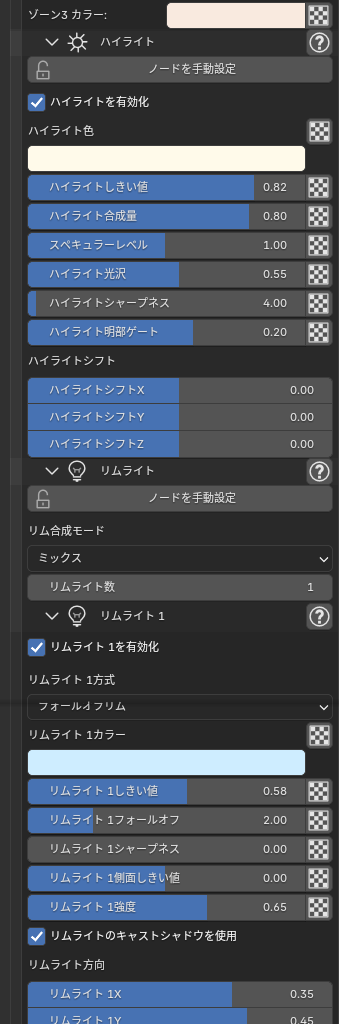 ゾーン3 カラー:
ハイライト
ノードを手動設定
ハイライトを有効化
ハイライト色
ハイライトしきい値 0.82
ハイライト合成量 0.80
スペキュラーレベル 1.00
ハイライト光沢 0.55
ハイライトシャープネス 4.00
ハイライト明部ゲート 0.20
ハイライトシフト
ハイライトシフトX 0.00
ハイライトシフトY 0.00
ハイライトシフトZ 0.00
リムライト
ノードを手動設定
リム合成モード
ミックス
リムライト数 1
リムライト 1
リムライト 1を有効化
リムライト 1方式
フォールオフリム
リムライト 1カラー
リムライト 1しきい値 0.58
リムライト 1フォールオフ 2.00
リムライト 1シャープネス 0.00
リムライト 1側面しきい値 0.00
リムライト 1強度 0.65
リムライトのキャストシャドウを使用
リムライト方向
リムライト 1X 0.35
リムライト 1Y 0.45